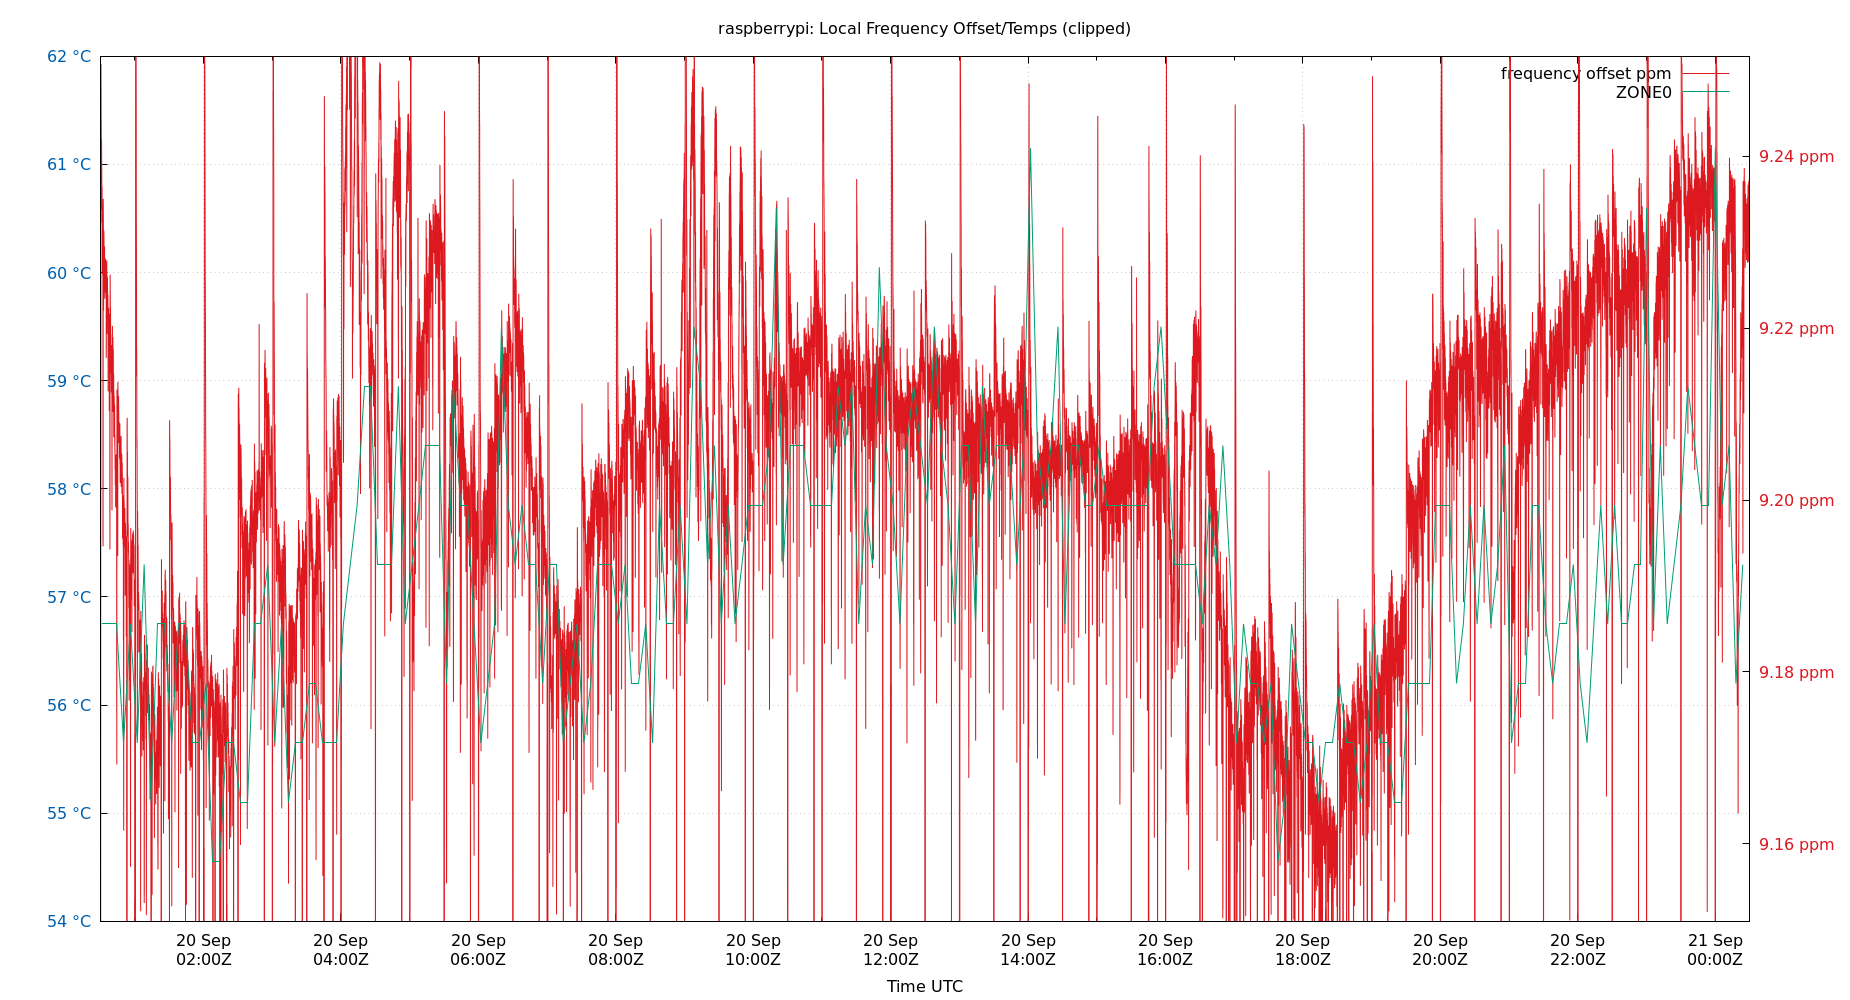 raspberrypi: Local Frequency Offset/Temps (clipped)
62 °C
61 °C
60 °C
59 °C
58 °C
57 °C
56 °C
55 °C
54 °C
frequency offset ppm
ZONE0
9.24 ppm
9.22 ppm
9.20 ppm
9.18 ppm
9.16 ppm
20 Sep 20 Sep 20 Sep 20 Sep 20 Sep 20 Sep 20 Sep 20 Sep 20 Sep 20 Sep 20 Sep 21 Sep
02:00Z 04:00Z 06:00Z 08:00Z 10:00Z 12:00Z 14:00Z 16:00Z 18:00Z 20:00Z 22:00Z 00:00Z
Time UTC